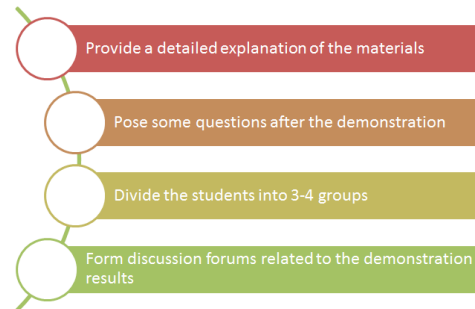 Provide a detailed explanation of the materials
Pose some questions after the demonstration
Divide the students into 3-4 groups
Form discussion forums related to the demonstration
results